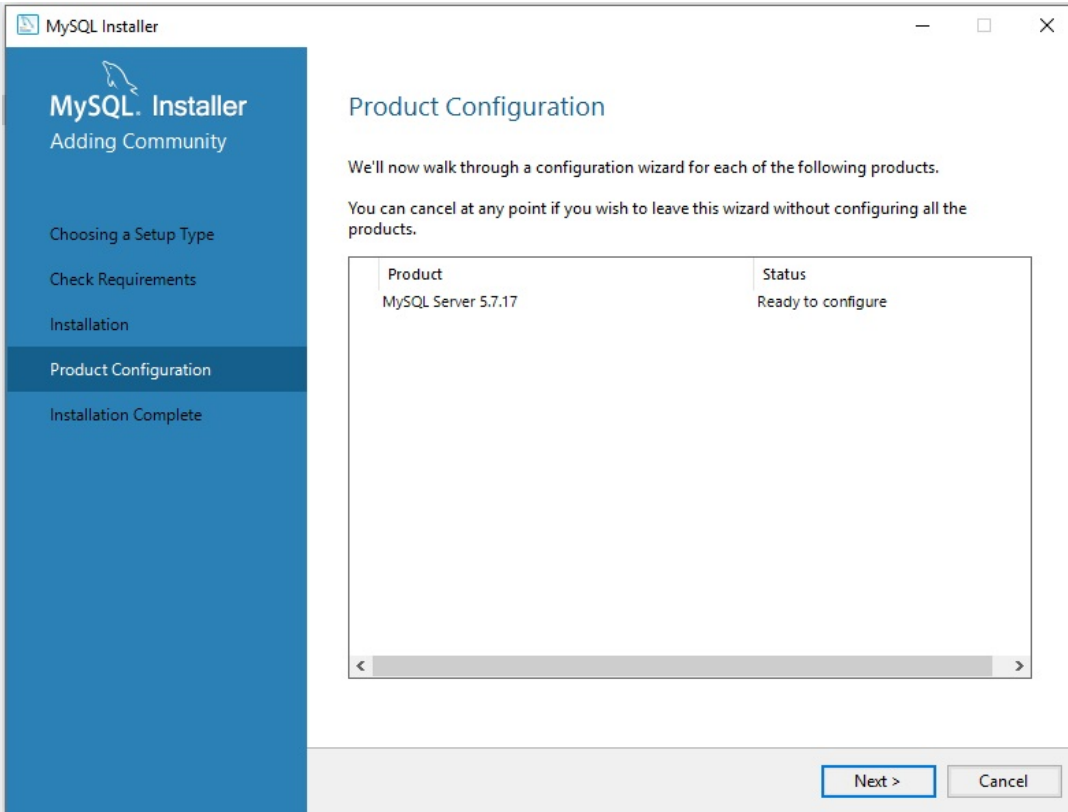 MySQL Installer
MySQL. Installer
Adding Community
Choosing a Setup Type
Check Requirements
Installation
Product Configuration
Installation Complete
Product Configuration
We'll now walk through a configuration wizard for each of the following products.
You can cancel at any point if you wish to leave this wizard without configuring all the
products.
Product Status
MySQL Server 5.7.17 Ready to configure
Next > Cancel